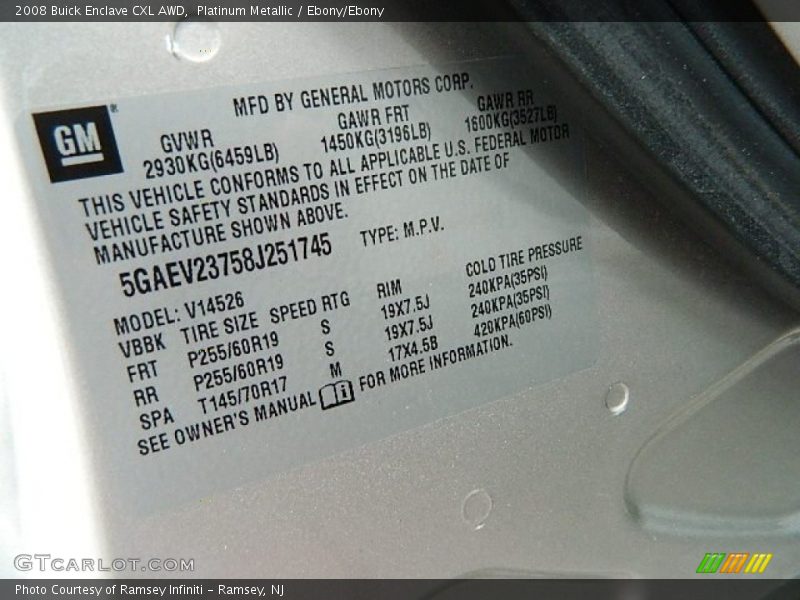 2008 Buick Enclave CXL AWD, Platinum Metallic / Ebony/Ebony
MFD BY GENERAL MOTORS CORP.
GM®
GVWR GAWR FRT GAWR RR
2930KG(6459LB) 1450KG(3196LB) 1600KG(3527LB)
THIS VEHICLE CONFORMS TO ALL APPLICABLE U.S. FEDERAL MOTOR
VEHICLE SAFETY STANDARDS IN EFFECT ON THE DATE OF
MANUFACTURE SHOWN ABOVE.
5GAEV23758J251745 TYPE: M.P.V.
MODEL: V14526
VBBK TIRE SIZE SPEED RTG RIM COLD TIRE PRESSURE
FRT P255/60R19 S 19X7.5J 240KPA(35PSI)
RR P255/60R19 S 19X7.5J 240KPA(35PSI)
SPA T145/70R17 M 17X4.5B 420KPA(60PSI)
SEE OWNER'S MANUAL i FOR MORE INFORMATION.
GTCARLOT.COM
Photo Courtesy of Ramsey Infiniti - Ramsey, NJ